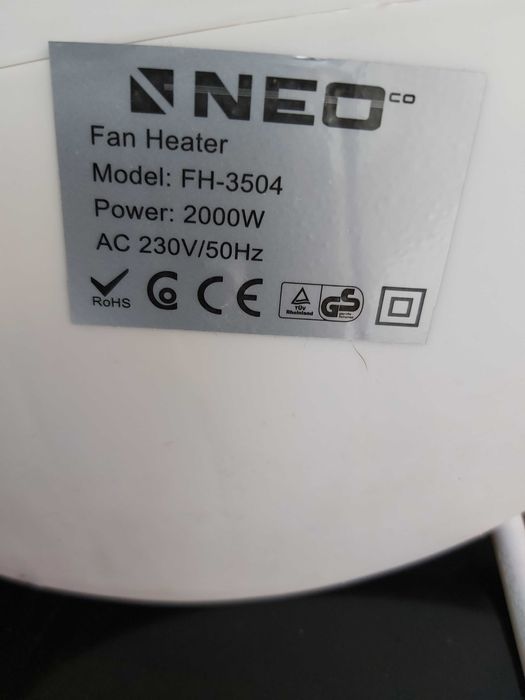 NEO CO
Fan Heater
Model: FH-3504
Power: 2000W
AC 230V/50Hz
RoHS CE TÜV Rheinland GS